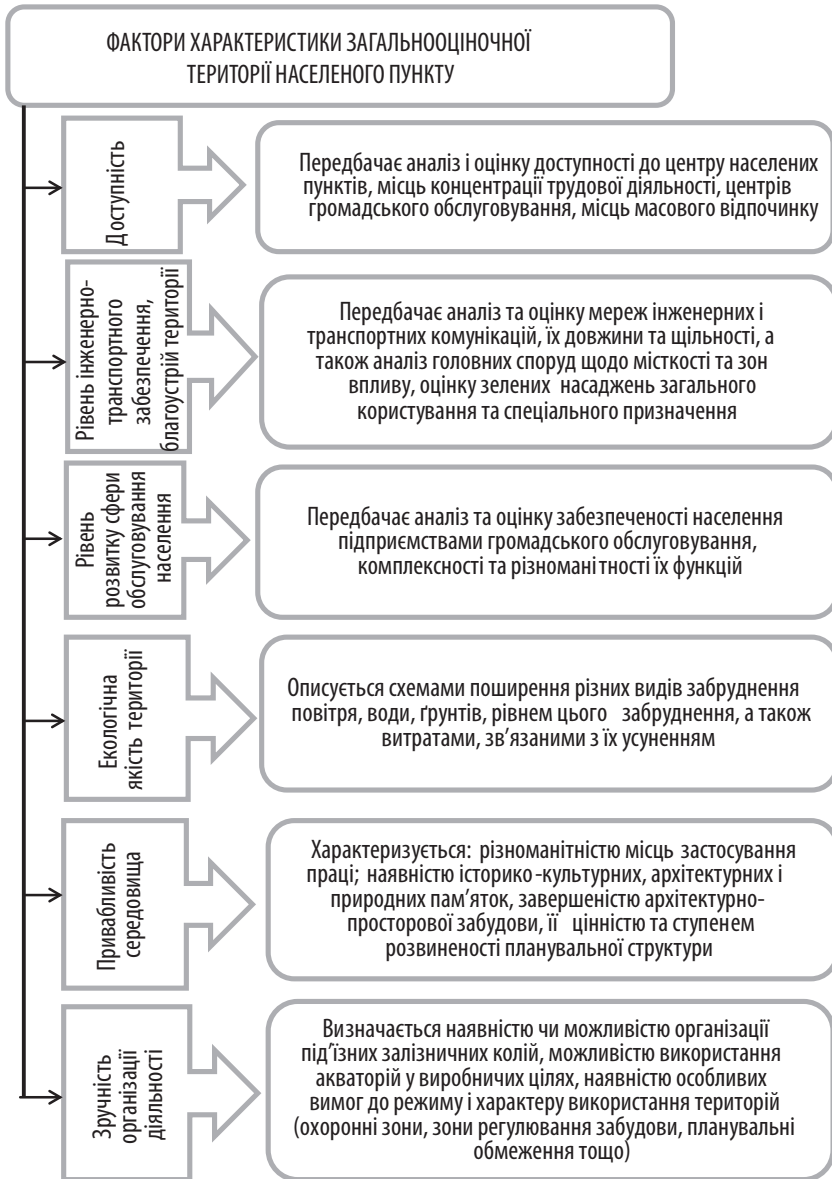 ФАКТОРИ ХАРАКТЕРИСТИКИ ЗАГАЛЬНООЦІНОЧНОЇ
ТЕРИТОРІЇ НАСЕЛЕНОГО ПУНКТУ
Доступність
Передбачає аналіз і оцінку доступності до центру населених
пунктів, місць концентрації трудової діяльності, центрів
громадського обслуговування, місць масового відпочинку
Рівень інженерно-
транспортного
забезпечення,
благоустрій території
Передбачає аналіз та оцінку мереж інженерних і
транспортних комунікацій, їх довжини та щільності, а
також аналіз головних споруд щодо місткості та зон
впливу, оцінку зелених насаджень загального
користування та спеціального призначення
Рівень
розвитку сфери
обслуговування
населення
Передбачає аналіз та оцінку забезпеченості населення
підприємствами громадського обслуговування,
комплексності та різномані тності їх функцій
Екологічна
якість території
Описується схемами поширення різних видів забруднення
повітря, води, ґрунтів, рівнем цього забруднення, а також
витратами, зв’язаними з їх усуненням
Привабливість
середовища
Характеризується: різноманітністю місць застосування
праці; наявністю історико-культурних, архітектурних і
природних пам’яток, завершеністю архітектурно-
просторової забудови, її цінністю та ступенем
розвиненості планувальної структури
Зручність
організації
діяльності
Визначається наявністю чи можливістю організації
під’їзних залізничних колій, можливістю використання
акваторій у виробничих цілях, наявністю особливих
вимог до режиму і характеру використання територій
(охоронні зони, зони регулювання забудови, планувальні
обмеження тощо)